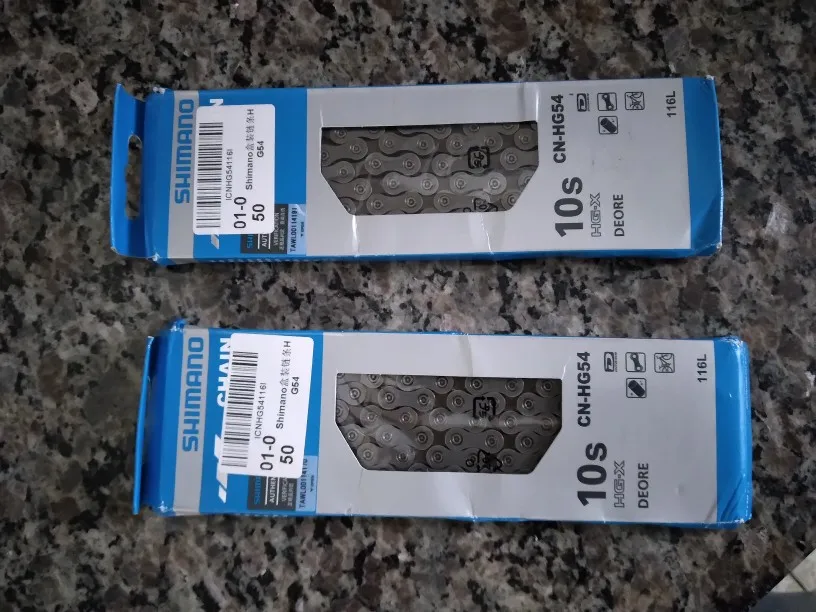 SHIMANO
ICNHG54116I
Shimano盒装链条H
G54
01-0
50
TAWL0011418
10s
CN-HG54
HG-X
DEORE
116L
SHIMANO
CHAIN
ICNHG54116I
Shimano盒装链条H
G54
01-0
50
10s
CN-HG54
HG-X
DEORE
116L